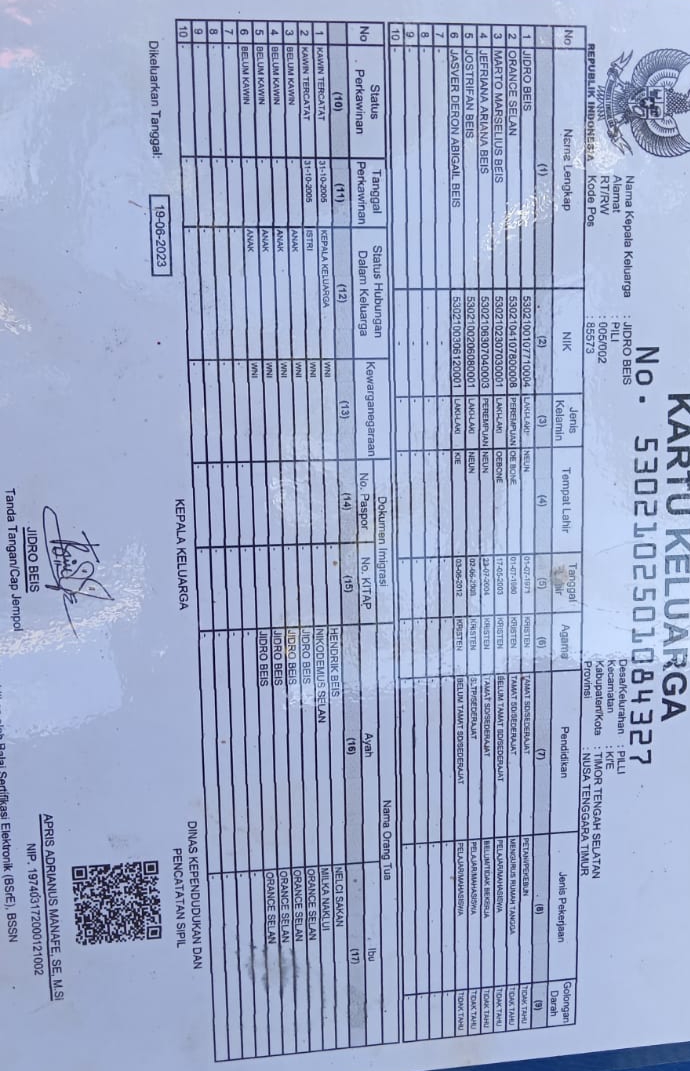 KARTU KELUARGA
No. 5302102501084327
REPUBLIK INDONESIA
Nama Kepala Keluarga : JIDRO BEIS
Alamat : PILI
RT/RW : 005/002
Kode Pos : 85573
Desa/Kelurahan : PILLI
Kecamatan : KI'E
Kabupaten/Kota : TIMOR TENGAH SELATAN
Provinsi : NUSA TENGGARA TIMUR
No Nama Lengkap NIK Jenis Kelamin Tempat Lahir Tanggal Agama Pendidikan Jenis Pekerjaan Golongan Darah
(1) (2) (3) (4) (5) (6) (7) (8) (9)
1 JIDRO BEIS 5302100107710004 LAKI-LAKI NEUN 01-07-1971 KRISTEN TAMAT SD/SEDERAJAT PETANI/PEKEBUN TIDAK TAHU
2 ORANCE SELAN 5302104107800008 PEREMPUAN OE BONE 01-07-1980 KRISTEN TAMAT SD/SEDERAJAT MENGURUS RUMAH TANGGA TIDAK TAHU
3 MARTO MARSELIUS BEIS 5302102307030001 LAKI-LAKI OEBONE 17-05-2003 KRISTEN BELUM TAMAT SD/SEDERAJAT PELAJAR/MAHASISWA TIDAK TAHU
4 JEFRIANA ARIANA BEIS 5302106307040003 PEREMPUAN NEUN 23-07-2004 KRISTEN TAMAT SD/SEDERAJAT BELUM/TIDAK BEKERJA TIDAK TAHU
5 JOSTRIFAN BEIS 5302100206080001 LAKI-LAKI NEUN 02-06-2008 KRISTEN SLTP/SEDERAJAT PELAJAR/MAHASISWA TIDAK TAHU
6 JASVER DERON ABIGAIL BEIS 5302100306120001 LAKI-LAKI KIE 03-06-2012 KRISTEN BELUM TAMAT SD/SEDERAJAT PELAJAR/MAHASISWA TIDAK TAHU
7 - - - - - - - - -
8 - - - - - - - - -
9 - - - - - - - - -
10 - - - - - - - - -
No Status Perkawinan Tanggal Perkawinan Status Hubungan Dalam Keluarga Kewarganegaraan Dokumen Imigrasi Nama Orang Tua
No. Paspor No. KITAP Ayah Ibu
(10) (11) (12) (13) (14) (15) (16) (17)
1 KAWIN TERCATAT 31-10-2005 KEPALA KELUARGA WNI - - HENDRIK BEIS NELCI SAKAN
2 KAWIN TERCATAT 31-10-2005 ISTRI WNI - - NIKODEMUS SELAN MILKA NAKLUI
3 BELUM KAWIN - ANAK WNI - - JIDRO BEIS ORANCE SELAN
4 BELUM KAWIN - ANAK WNI - - JIDRO BEIS ORANCE SELAN
5 BELUM KAWIN - ANAK WNI - - JIDRO BEIS ORANCE SELAN
6 BELUM KAWIN - ANAK WNI - - JIDRO BEIS ORANCE SELAN
7 - - - - - - - -
8 - - - - - - - -
9 - - - - - - - -
10 - - - - - - - -
Dikeluarkan Tanggal: 19-06-2023
KEPALA KELUARGA
JIDRO BEIS
Tanda Tangan/Cap Jempol
DINAS KEPENDUDUKAN DAN
PENCATATAN SIPIL
APRIS ADRIANUS MANAFE, SE, M.SI
NIP. 197403172000121002
oleh Balai Sertifikasi Elektronik (BSrE), BSSN